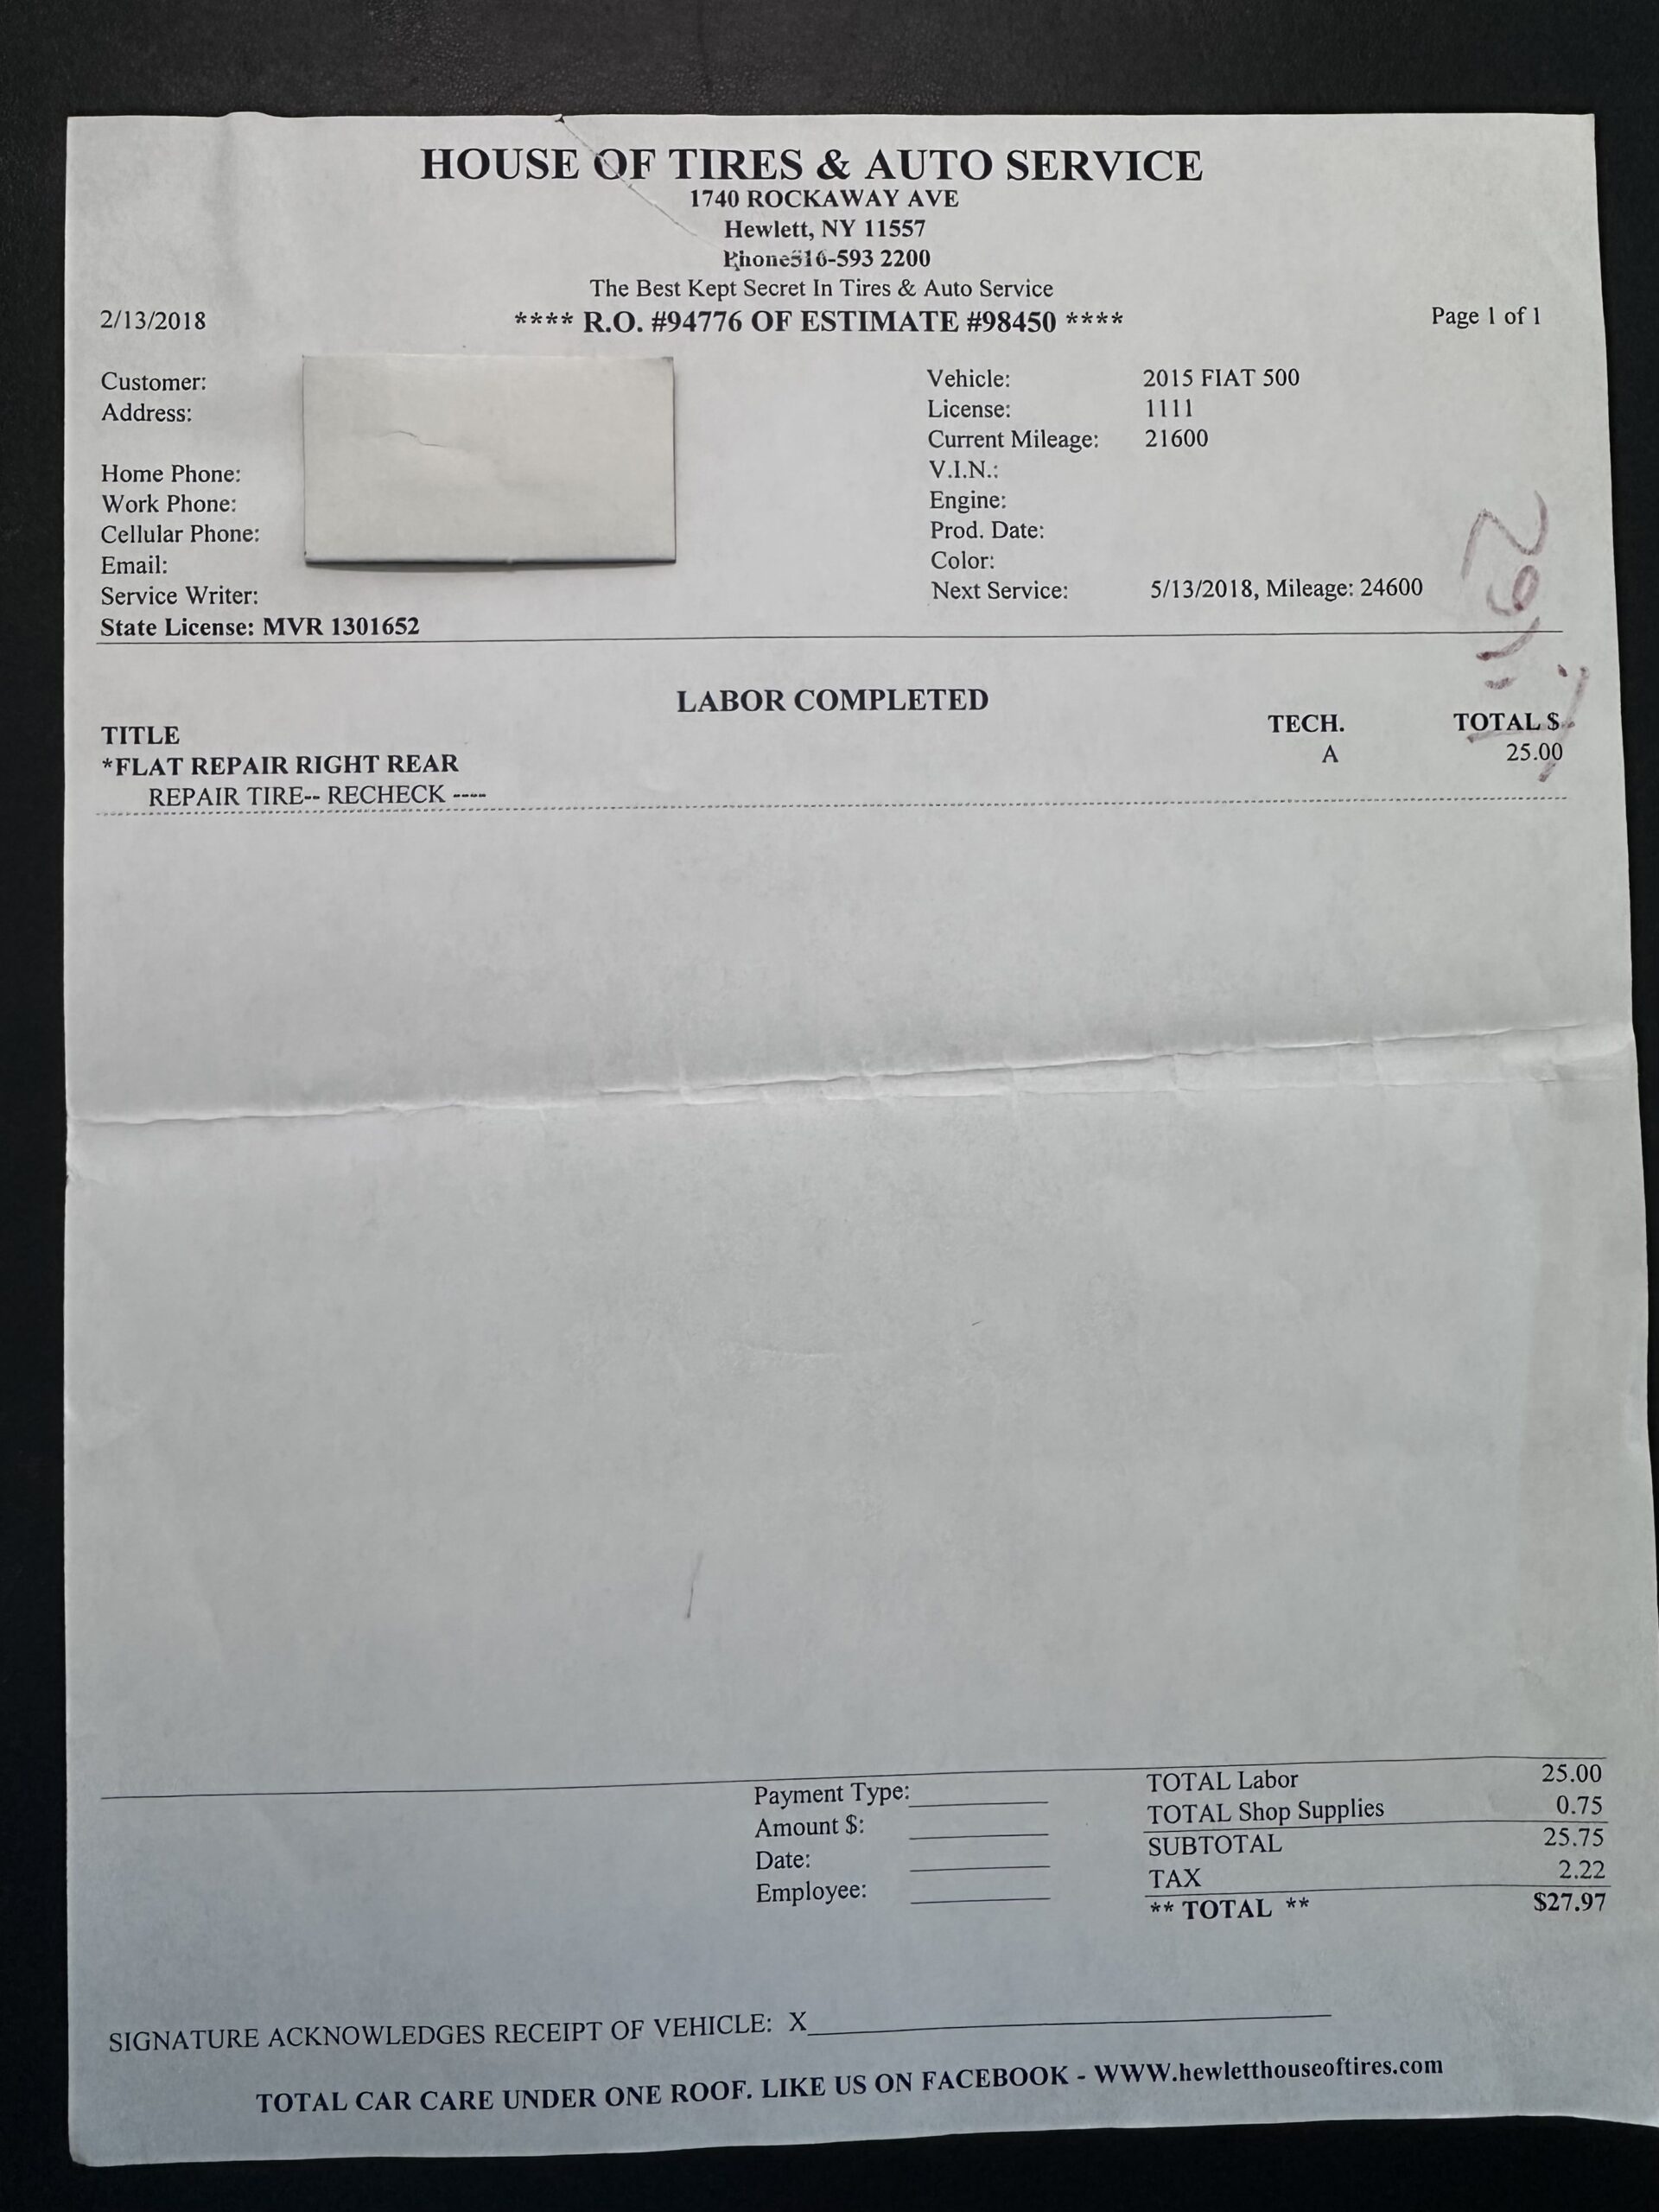 HOUSE OF TIRES & AUTO SERVICE
1740 ROCKAWAY AVE
Hewlett, NY 11557
Phone516-593 2200
The Best Kept Secret In Tires & Auto Service
2/13/2018 **** R.O. #94776 OF ESTIMATE #98450 **** Page 1 of 1
Customer:
Address:
Home Phone:
Work Phone:
Cellular Phone:
Email:
Service Writer:
State License: MVR 1301652
Vehicle: 2015 FIAT 500
License: 1111
Current Mileage: 21600
V.I.N.:
Engine:
Prod. Date:
Color:
Next Service: 5/13/2018, Mileage: 24600
LABOR COMPLETED
TITLE TECH. TOTAL $
*FLAT REPAIR RIGHT REAR A 25.00
REPAIR TIRE-- RECHECK ----
Payment Type:
Amount $:
Date:
Employee:
TOTAL Labor 25.00
TOTAL Shop Supplies 0.75
SUBTOTAL 25.75
TAX 2.22
** TOTAL ** $27.97
SIGNATURE ACKNOWLEDGES RECEIPT OF VEHICLE: X
TOTAL CAR CARE UNDER ONE ROOF. LIKE US ON FACEBOOK - WWW.hewletthouseoftires.com